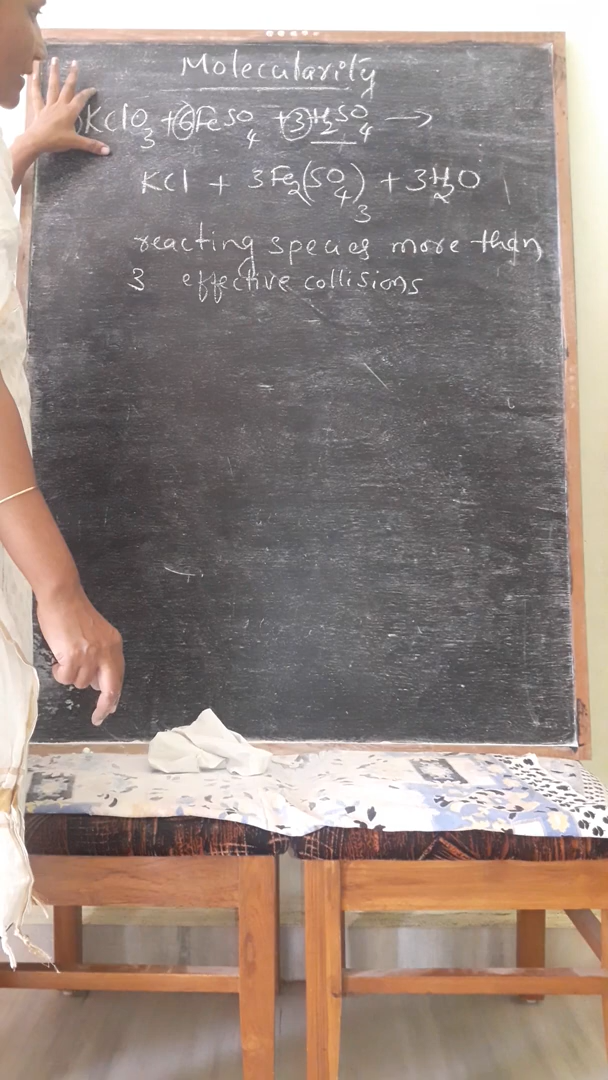 Molecularity
KClO3 + 6FeSO4 + 3H2SO4 →
KCl + 3Fe2(SO4)3 + 3H2O
reacting species more than
3 effective collisions